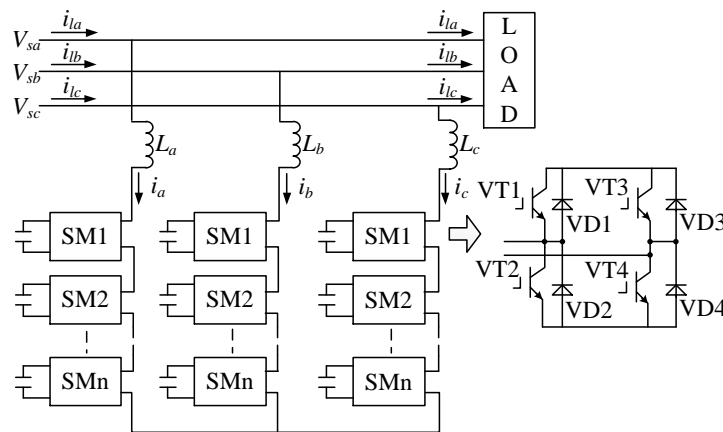 V_sa i_la i_la
V_sb i_lb i_lb
V_sc i_lc i_lc
L
O
A
D
L_a L_b L_c
i_a i_b i_c
SM1 SM1 SM1
SM2 SM2 SM2
SMn SMn SMn
VT1 VT3
VD1 VD3
VT2 VT4
VD2 VD4